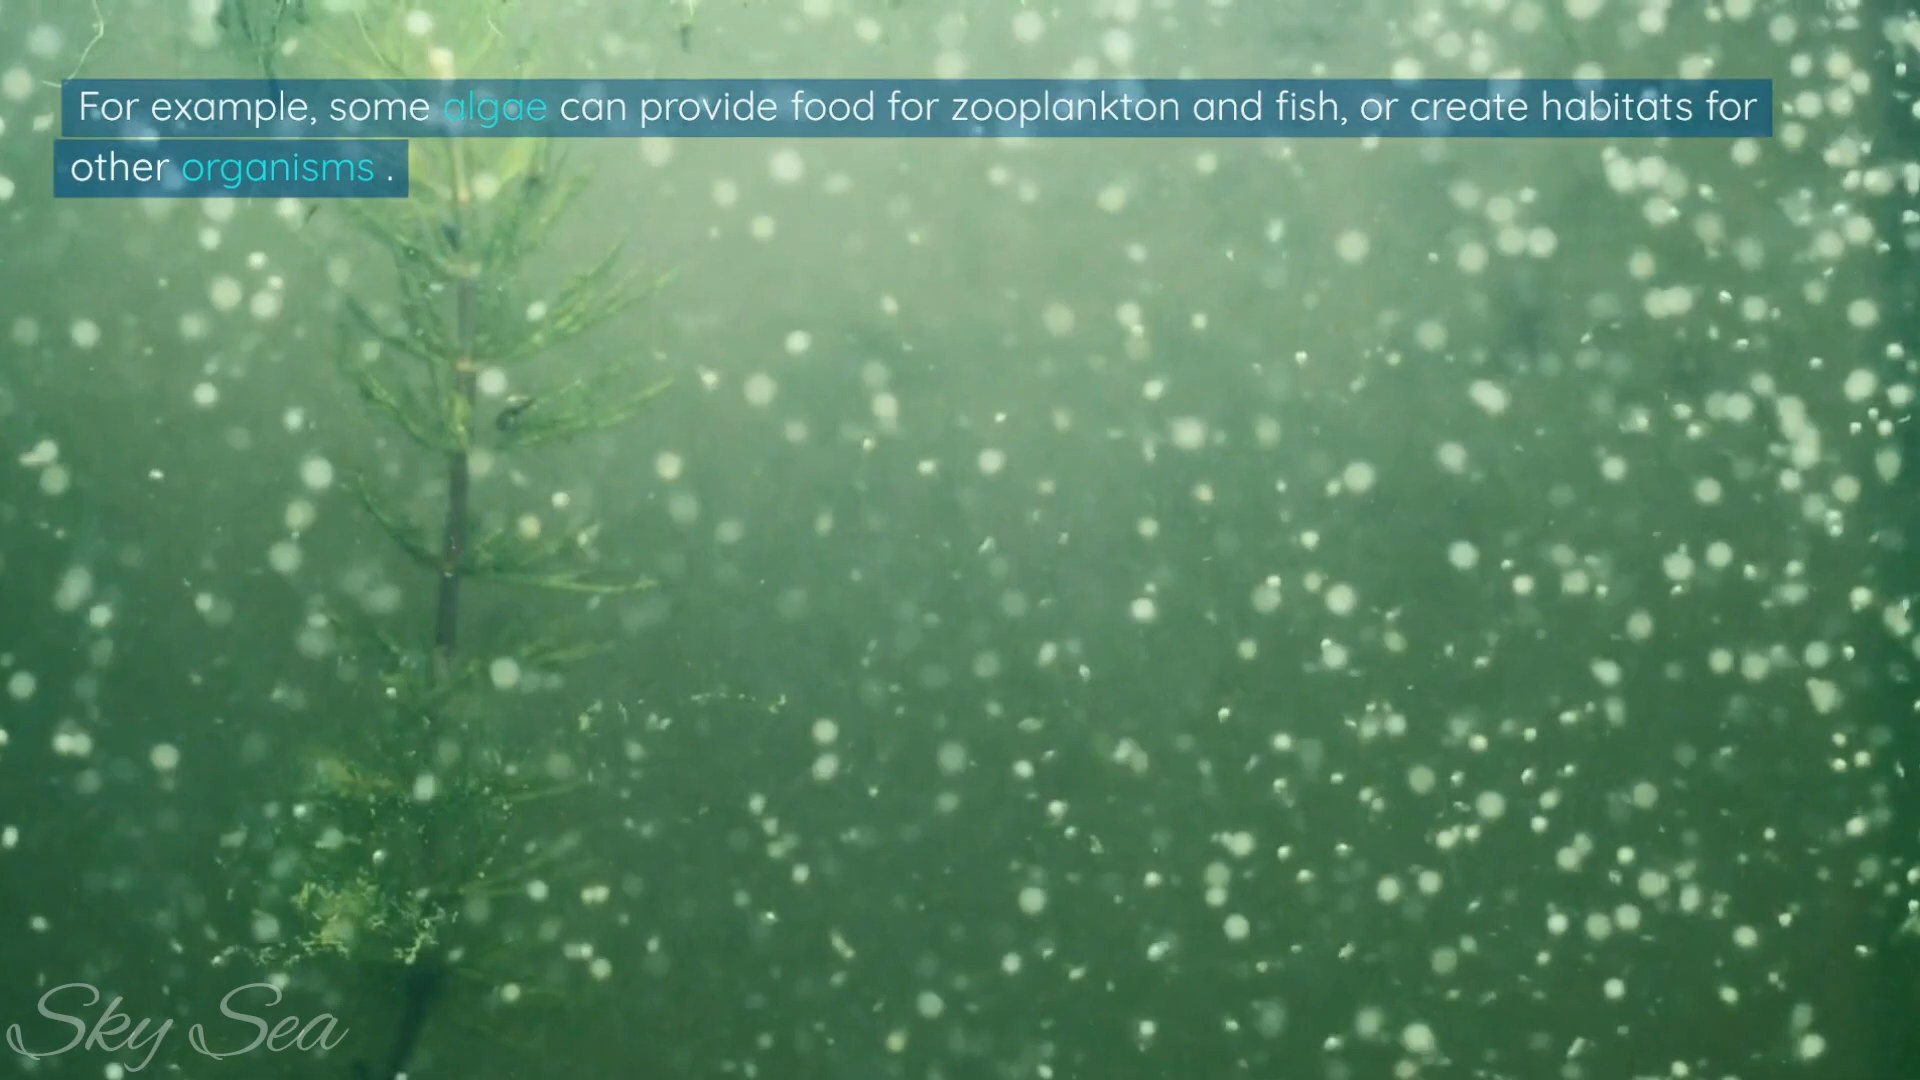 For example, some algae can provide food for zooplankton and fish, or create habitats for
other organisms .
Sky Sea